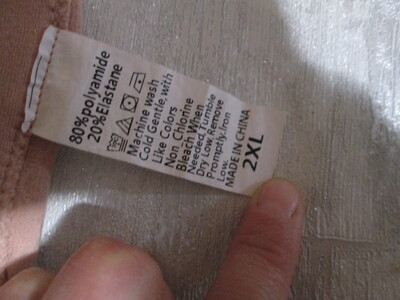 80%polyamide
20%Elastane
Machine wash
Cold Gentle, with
Like Colors
Non Chlorine
Bleach When
Needed, Tumble
Dry Low, Remove
Promptly. Iron
Low.
MADE IN CHINA
2XL